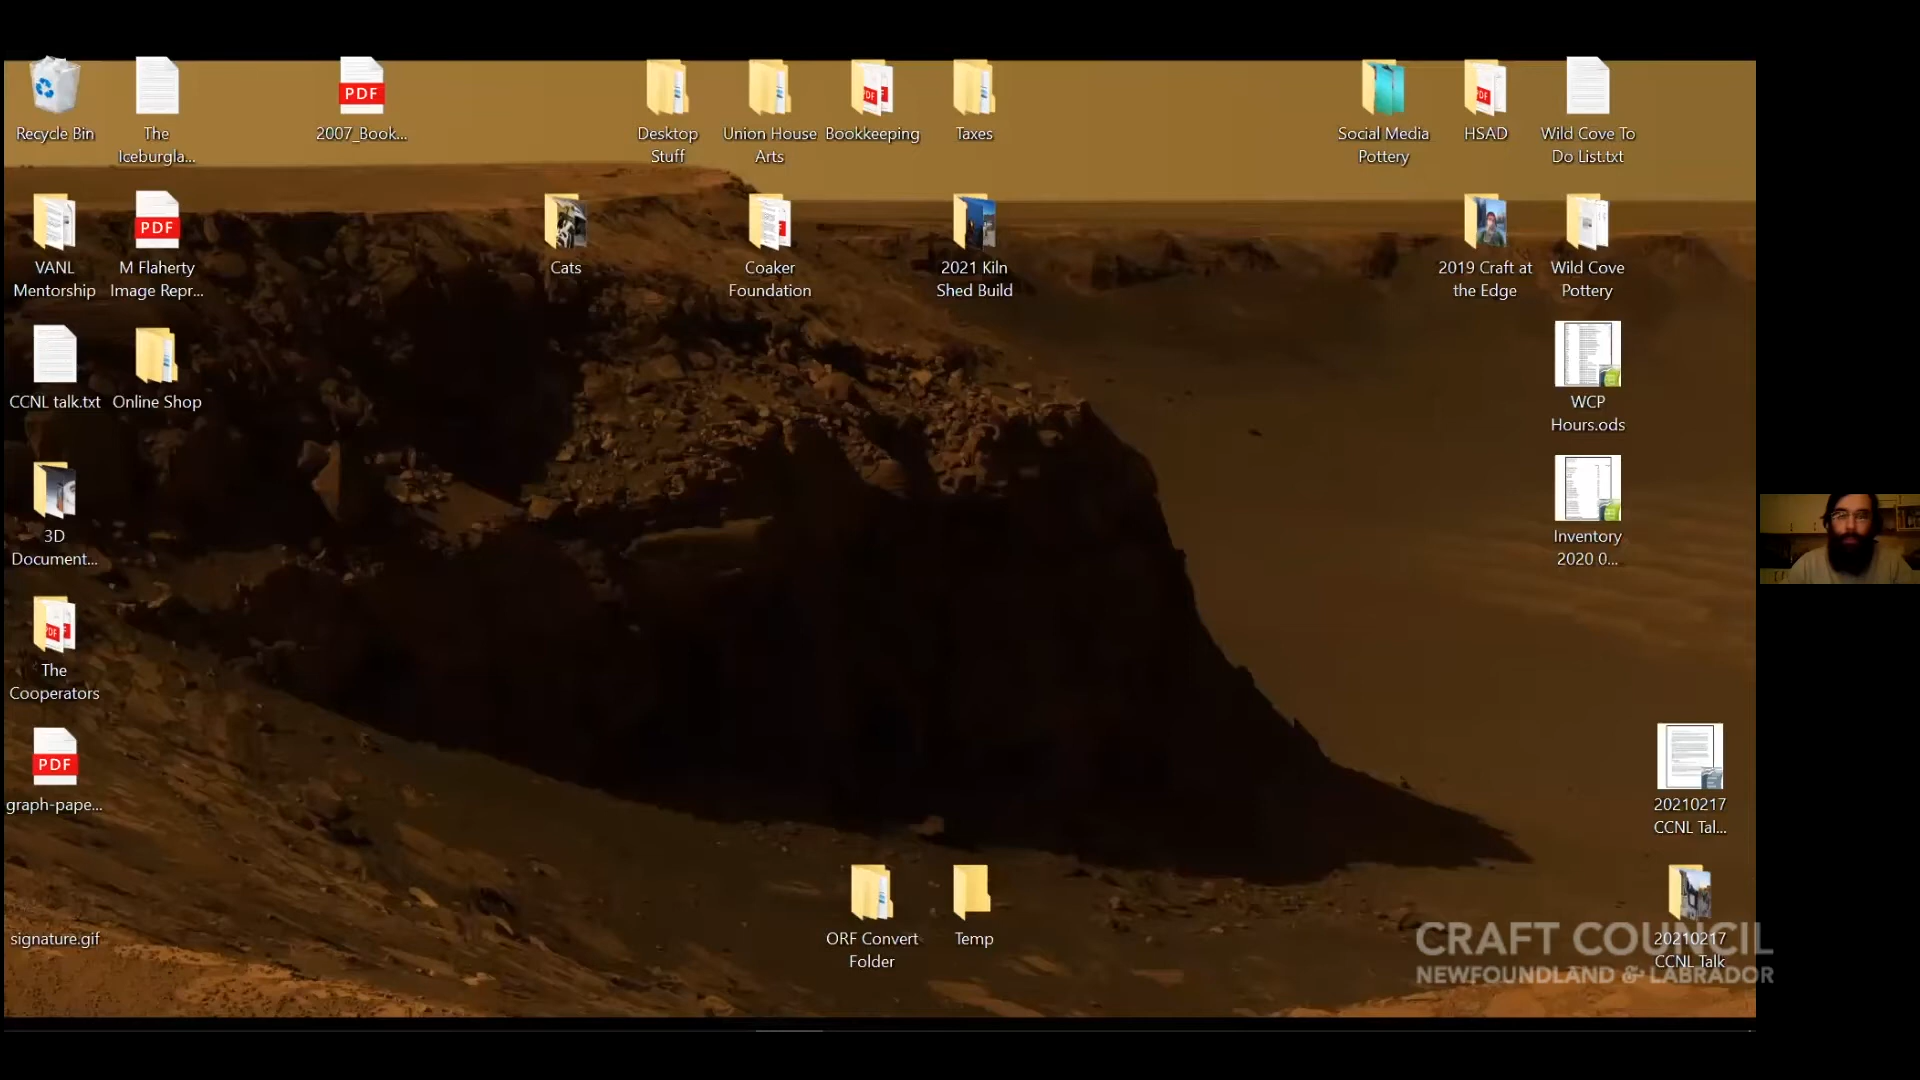 Recycle Bin
The
Iceburgla...
PDF
2007_Book...
Desktop
Stuff
Union House
Arts
Bookkeeping
Taxes
Social Media
Pottery
HSAD
Wild Cove To
Do List.txt
VANL
Mentorship
PDF
M Flaherty
Image Repr...
Cats
Coaker
Foundation
2021 Kiln
Shed Build
2019 Craft at
the Edge
Wild Cove
Pottery
CCNL talk.txt
Online Shop
WCP
Hours.ods
3D
Document...
Inventory
2020 0...
The
Cooperators
PDF
graph-pape...
20210217
CCNL Tal...
signature.gif
ORF Convert
Folder
Temp
20210217
CCNL Talk
CRAFT COUNCIL
NEWFOUNDLAND & LABRADOR